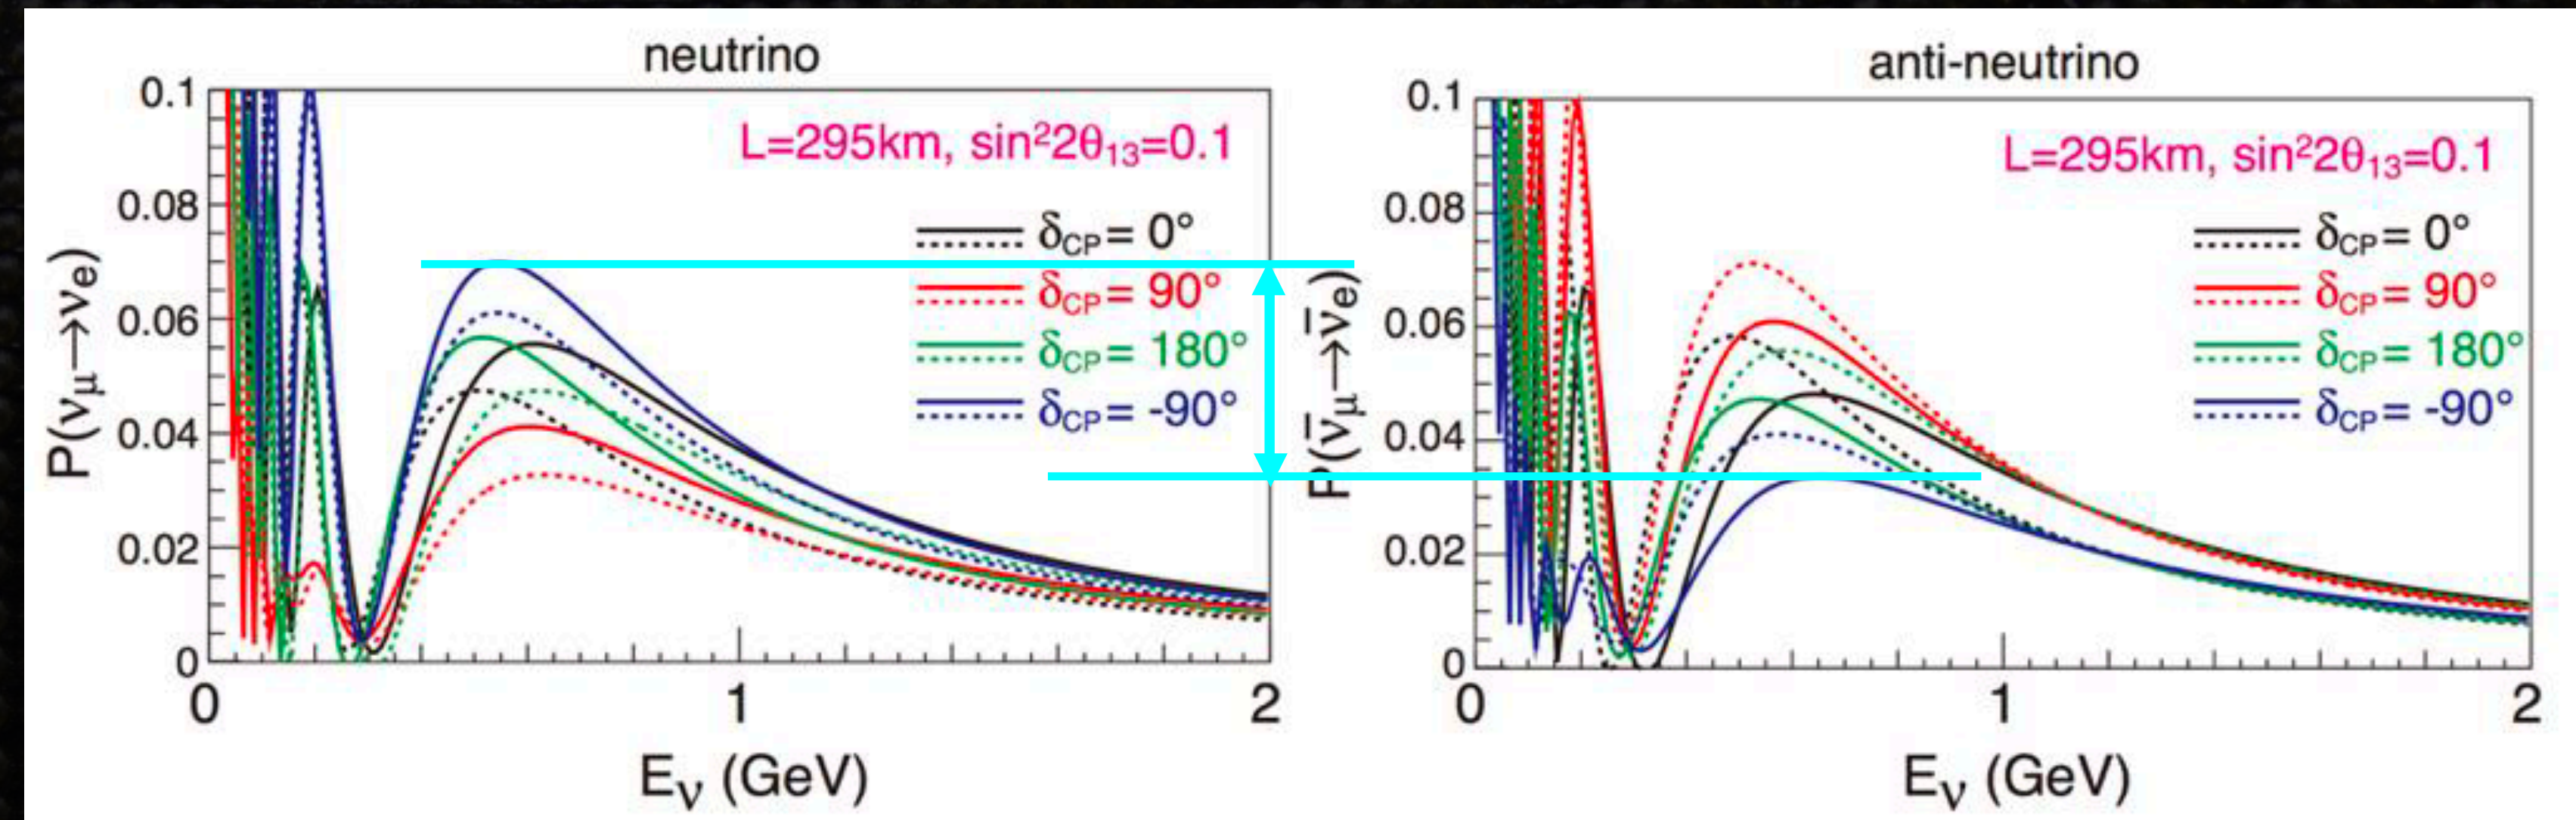 neutrino
0.1
0.08
0.06
0.04
0.02
0
P(νμ→νe)
L=295km, sin²2θ₁₃=0.1
δCP= 0°
δCP= 90°
δCP= 180°
δCP= -90°
0 1 2
Eν (GeV)
anti-neutrino
0.1
0.08
0.06
0.04
0.02
0
P(ν̄μ→ν̄e)
L=295km, sin²2θ₁₃=0.1
δCP= 0°
δCP= 90°
δCP= 180°
δCP= -90°
0 1 2
Eν (GeV)